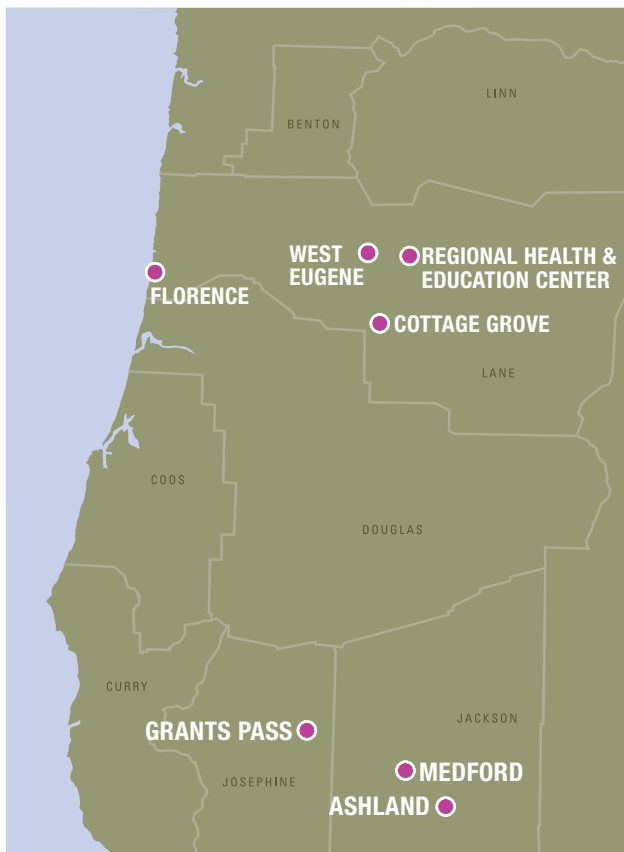 LINN
BENTON
WEST
EUGENE
REGIONAL HEALTH &
EDUCATION CENTER
FLORENCE
COTTAGE GROVE
LANE
COOS
DOUGLAS
CURRY
GRANTS PASS
JACKSON
JOSEPHINE
MEDFORD
ASHLAND